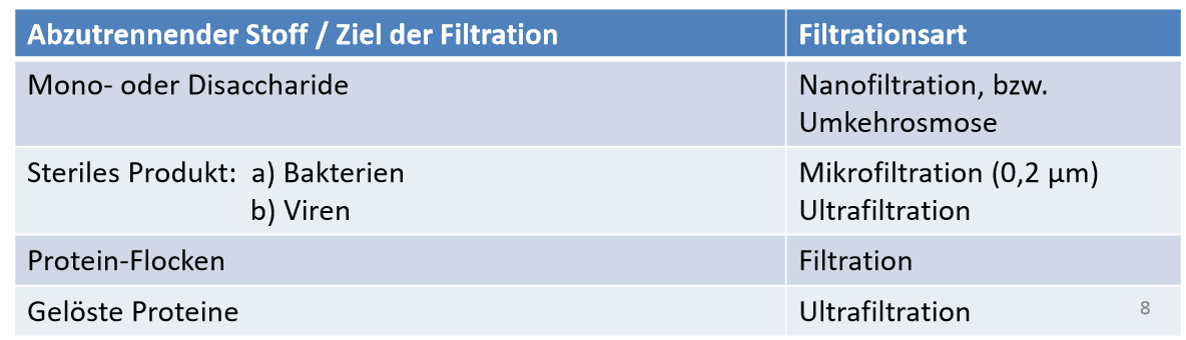 Abzutrennender Stoff / Ziel der Filtration Filtrationsart
Mono- oder Disaccharide Nanofiltration, bzw.
Umkehrosmose
Steriles Produkt: a) Bakterien Mikrofiltration (0,2 µm)
b) Viren Ultrafiltration
Protein-Flocken Filtration
Gelöste Proteine Ultrafiltration 8